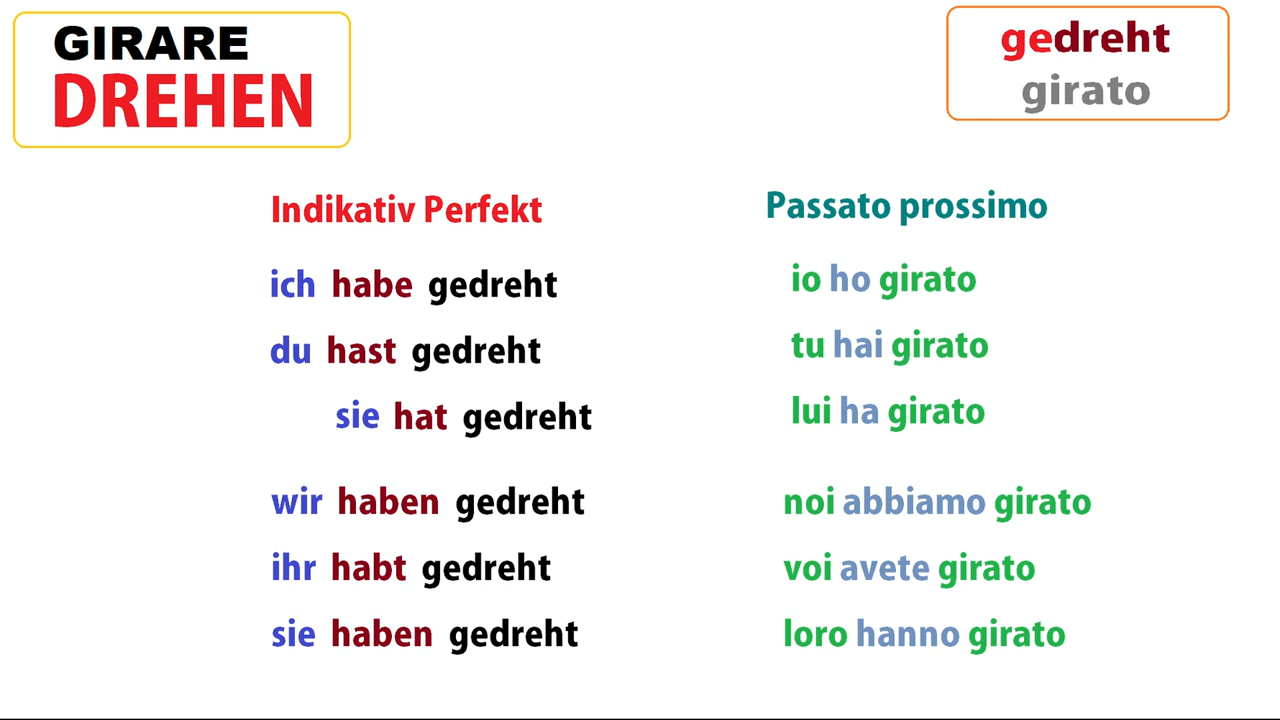 GIRARE
DREHEN
gedreht
girato
Indikativ Perfekt
Passato prossimo
ich habe gedreht
io ho girato
du hast gedreht
tu hai girato
sie hat gedreht
lui ha girato
wir haben gedreht
noi abbiamo girato
ihr habt gedreht
voi avete girato
sie haben gedreht
loro hanno girato